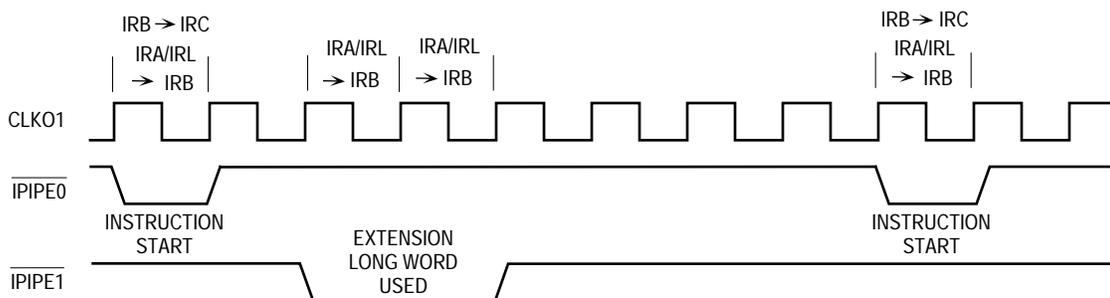 IRB → IRC
IRA/IRL
→ IRB
IRA/IRL
→ IRB
IRA/IRL
→ IRB
IRB → IRC
IRA/IRL
→ IRB
CLKO1
IPIPE0
INSTRUCTION
START
INSTRUCTION
START
EXTENSION
LONG WORD
USED
IPIPE1